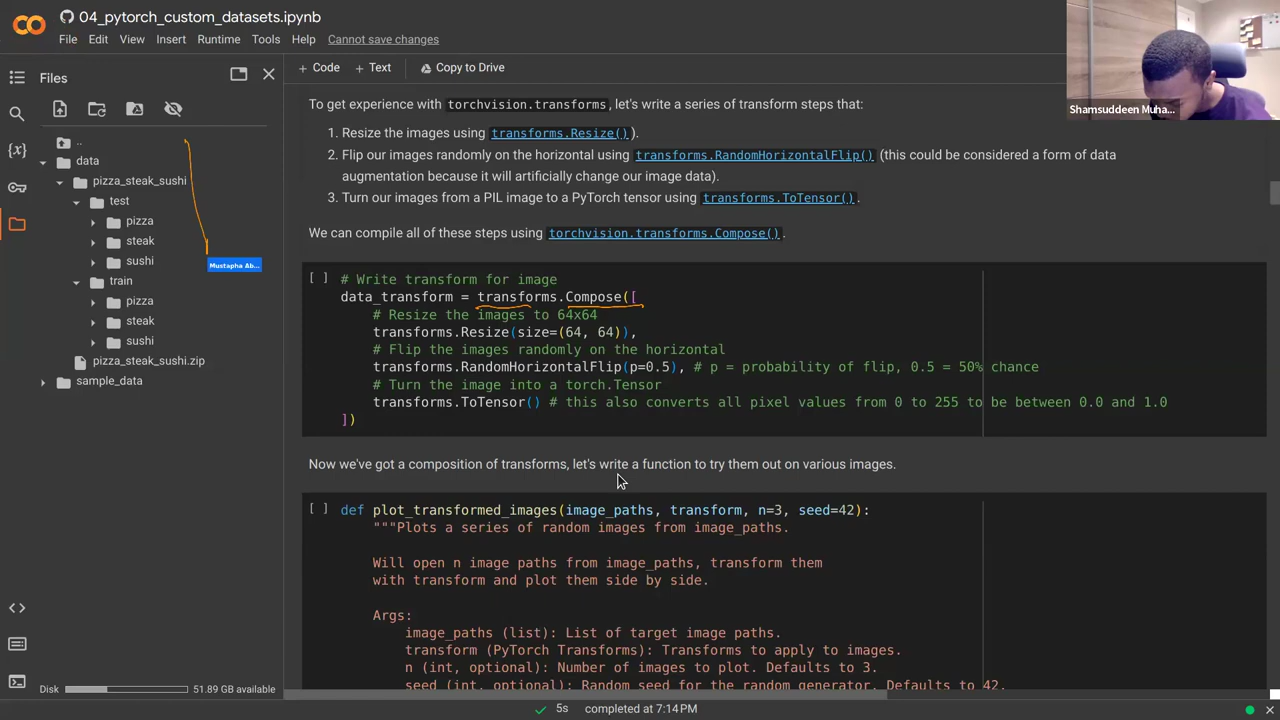 04_pytorch_custom_datasets.ipynb
File Edit View Insert Runtime Tools Help Cannot save changes
Shamsuddeen Muha...
Files
+ Code + Text Copy to Drive
..
data
pizza_steak_sushi
test
pizza
steak
sushi
Mustapha Ab...
train
pizza
steak
sushi
pizza_steak_sushi.zip
sample_data
Disk 51.89 GB available
To get experience with torchvision.transforms, let's write a series of transform steps that:
1. Resize the images using transforms.Resize() ).
2. Flip our images randomly on the horizontal using transforms.RandomHorizontalFlip() (this could be considered a form of data
augmentation because it will artificially change our image data).
3. Turn our images from a PIL image to a PyTorch tensor using transforms.ToTensor() .
We can compile all of these steps using torchvision.transforms.Compose() .
[ ] # Write transform for image
data_transform = transforms.Compose([
# Resize the images to 64x64
transforms.Resize(size=(64, 64)),
# Flip the images randomly on the horizontal
transforms.RandomHorizontalFlip(p=0.5), # p = probability of flip, 0.5 = 50% chance
# Turn the image into a torch.Tensor
transforms.ToTensor() # this also converts all pixel values from 0 to 255 to be between 0.0 and 1.0
])
Now we've got a composition of transforms, let's write a function to try them out on various images.
[ ] def plot_transformed_images(image_paths, transform, n=3, seed=42):
"""Plots a series of random images from image_paths.
Will open n image paths from image_paths, transform them
with transform and plot them side by side.
Args:
image_paths (list): List of target image paths.
transform (PyTorch Transforms): Transforms to apply to images.
n (int, optional): Number of images to plot. Defaults to 3.
seed (int, optional): Random seed for the random generator. Defaults to 42.
5s completed at 7:14PM